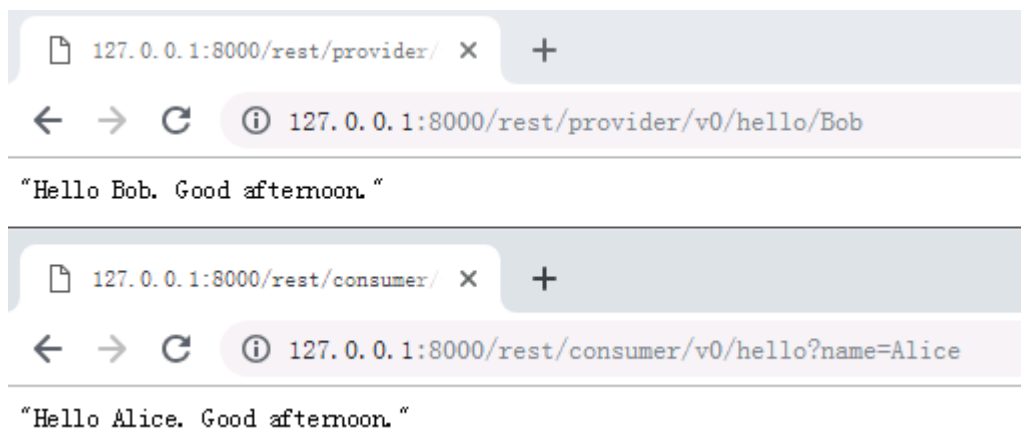 127.0.0.1:8000/rest/provider/
127.0.0.1:8000/rest/provider/v0/hello/Bob
"Hello Bob. Good afternoon."
127.0.0.1:8000/rest/consumer/
127.0.0.1:8000/rest/consumer/v0/hello?name=Alice
"Hello Alice. Good afternoon."